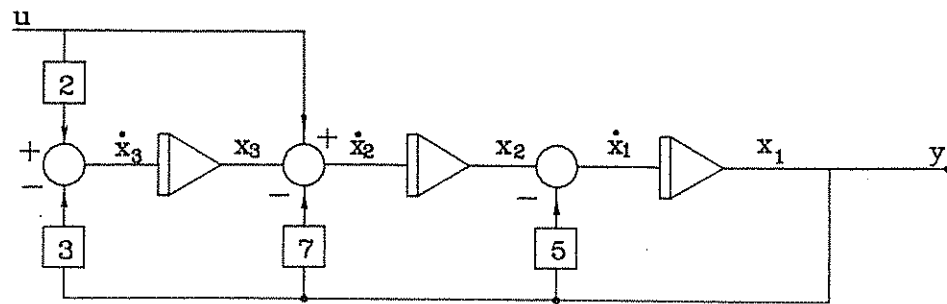 u
2
+ ẋ₃ x₃ + ẋ₂ x₂ ẋ₁ x₁ y
− − −
3 7 5